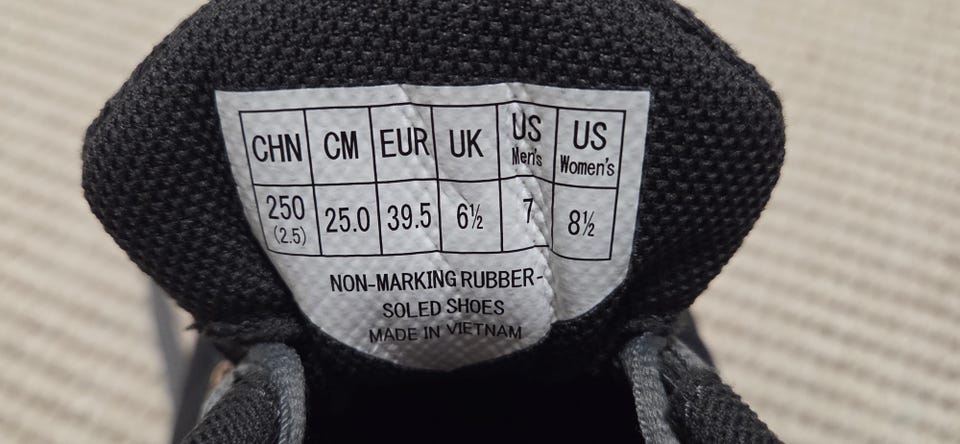 CHN CM EUR UK US Men's US Women's
250 (2.5) 25.0 39.5 6½ 7 8½
NON-MARKING RUBBER-
SOLED SHOES
MADE IN VIETNAM